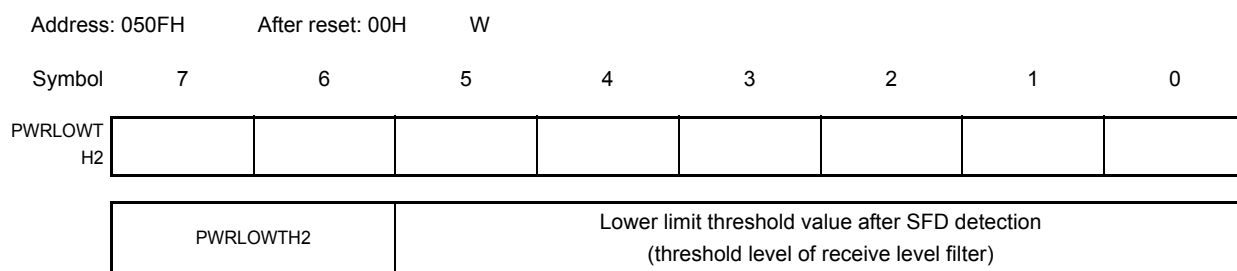 Address: 050FH After reset: 00H W
Symbol 7 6 5 4 3 2 1 0
PWRLOWT
H2
PWRLOWTH2
Lower limit threshold value after SFD detection
(threshold level of receive level filter)